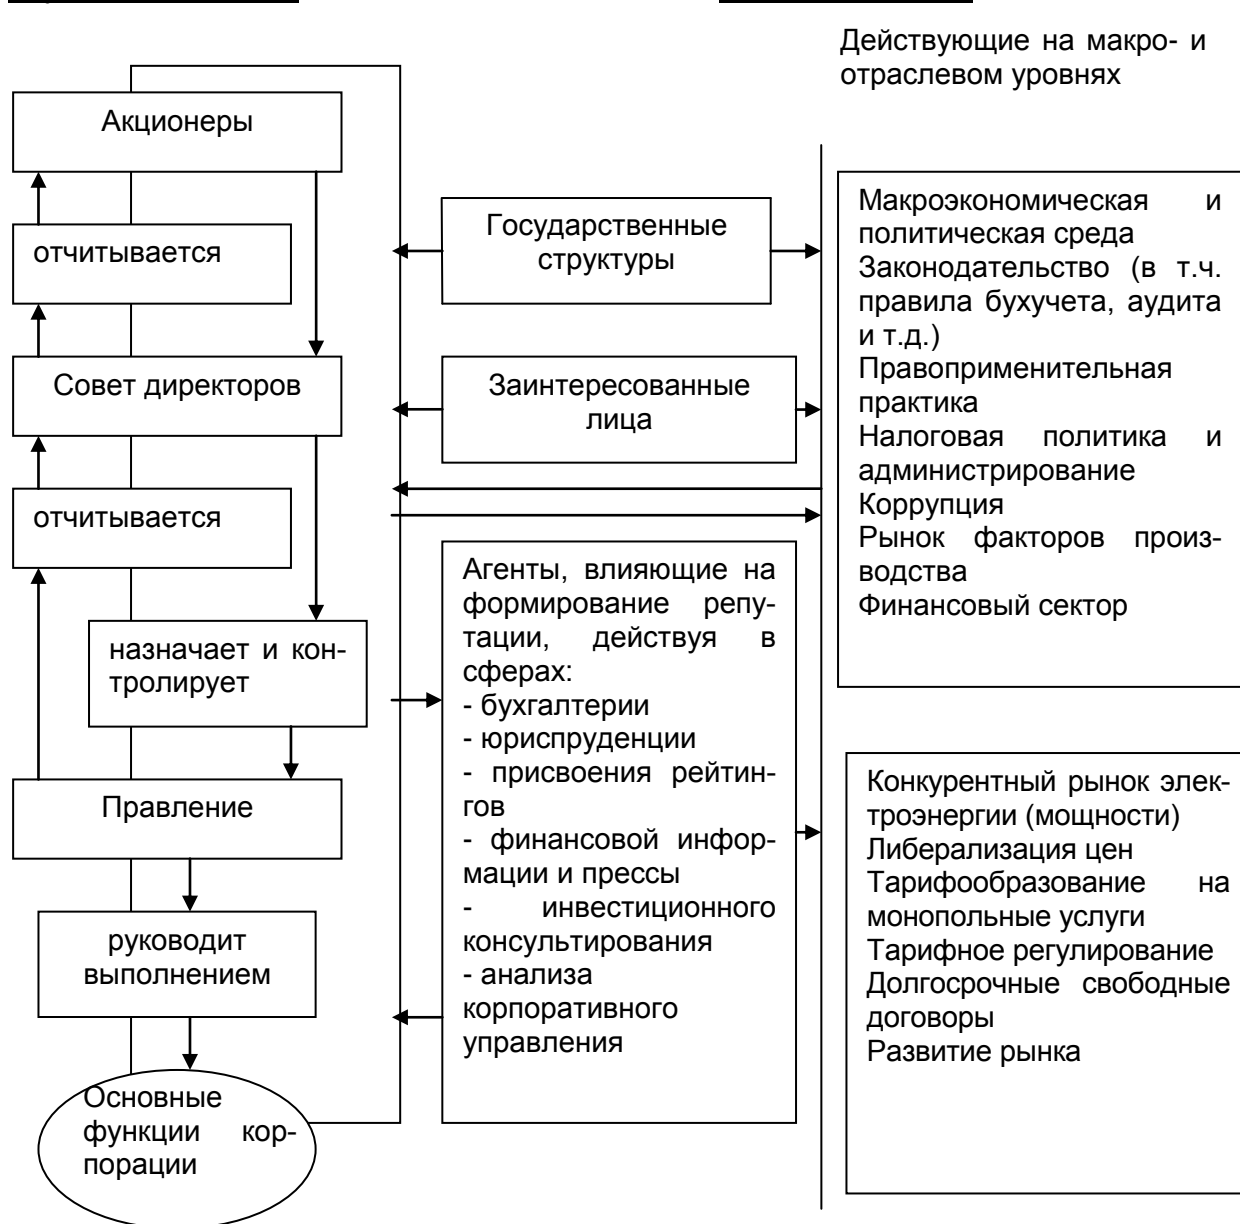 Действующие на макро- и
отраслевом уровнях
Акционеры
отчитывается
Совет директоров
отчитывается
назначает и кон-
тролирует
Правление
руководит
выполнением
Основные
функции кор-
порации
Государственные
структуры
Заинтересованные
лица
Агенты, влияющие на
формирование репу-
тации, действуя в
сферах:
- бухгалтерии
- юриспруденции
- присвоения рейтин-
гов
- финансовой инфор-
мации и прессы
- инвестиционного
консультирования
- анализа
корпоративного
управления
Макроэкономическая и
политическая среда
Законодательство (в т.ч.
правила бухучета, аудита
и т.д.)
Правоприменительная
практика
Налоговая политика и
администрирование
Коррупция
Рынок факторов произ-
водства
Финансовый сектор
Конкурентный рынок элек-
троэнергии (мощности)
Либерализация цен
Тарифообразование на
монопольные услуги
Тарифное регулирование
Долгосрочные свободные
договоры
Развитие рынка